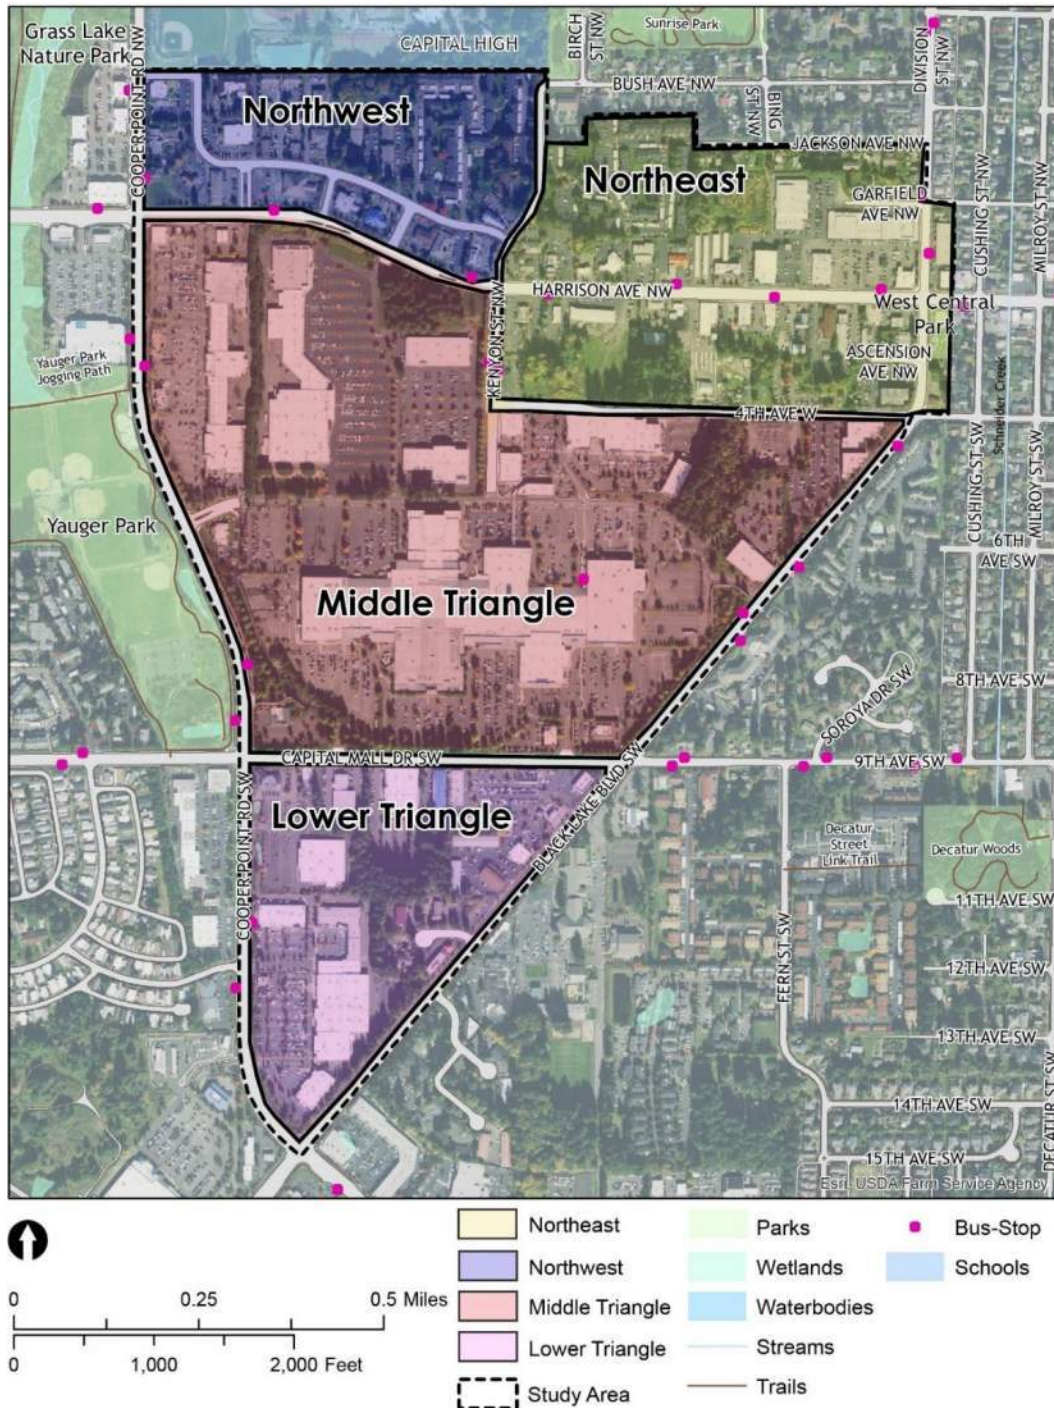 Grass Lake
Nature Park
COOPER POINT RD NW
CAPITAL HIGH
BIRCH
ST NW
Sunrise Park
DIVISION
ST NW
BUSH AVE NW
BING
ST NW
Northwest
JACKSON AVE NW
Northeast
GARFIELD
AVE NW
CUSHING ST NW
MILROY ST NW
HARRISON AVE NW
KENYON ST NW
West Central
Park
Yauger Park
Jogging Path
ASCENSION
AVE NW
Schneider Creek
4TH AVE W
CUSHING ST SW
MILROY ST SW
Yauger Park
6TH
AVE SW
Middle Triangle
8TH AVE SW
SOROYA DR SW
CAPITAL MALL DR SW
9TH AVE SW
COOPER POINT RD SW
Lower Triangle
BLACK LAKE BLVD SW
Decatur
Street
Link Trail
Decatur Woods
11TH AVE SW
FERN ST SW
12TH AVE SW
13TH AVE SW
14TH AVE SW
DECATUR ST SW
15TH AVE SW
Esri, USDA Farm Service Agency
0 0.25 0.5 Miles
0 1,000 2,000 Feet
Northeast
Northwest
Middle Triangle
Lower Triangle
Study Area
Parks
Wetlands
Waterbodies
Streams
Trails
Bus-Stop
Schools